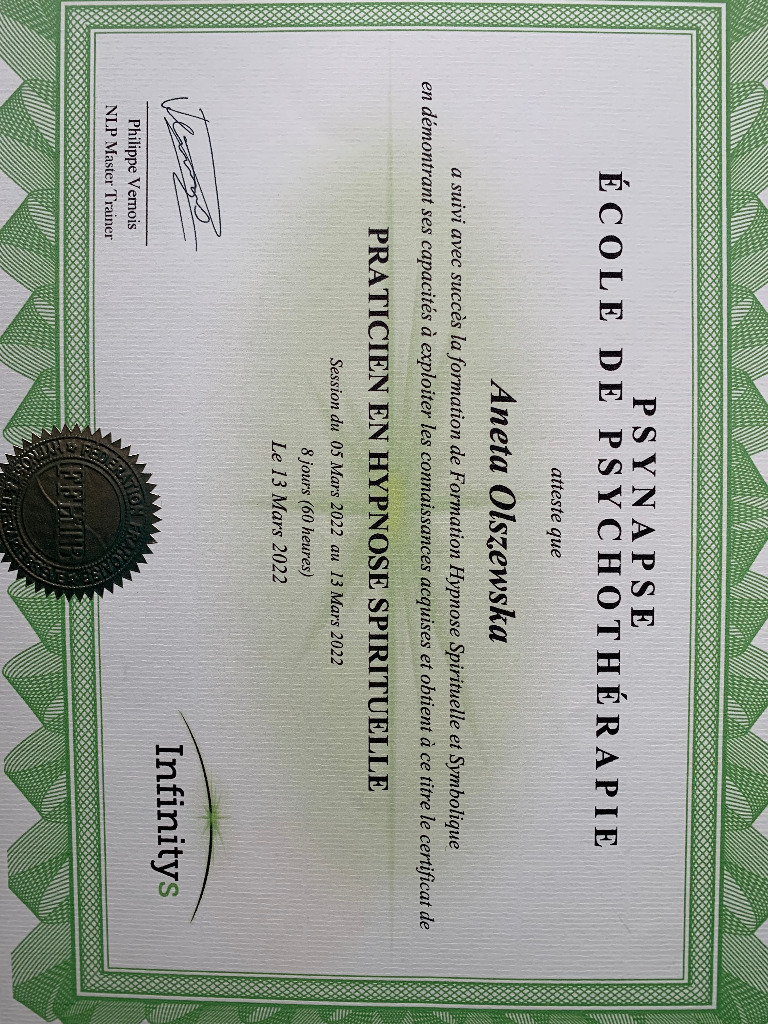 PSYNAPSE
ÉCOLE DE PSYCHOTHÉRAPIE
atteste que
Aneta Olszewska
a suivi avec succès la formation de Formation Hypnose Spirituelle et Symbolique
en démontrant ses capacités à exploiter les connaissances acquises et obtient à ce titre le certificat de
PRATICIEN EN HYPNOSE SPIRITUELLE
Session du 05 Mars 2022 au 13 Mars 2022
8 jours (60 heures)
Le 13 Mars 2022
Philippe Vernois
NLP Master Trainer
Infinitys